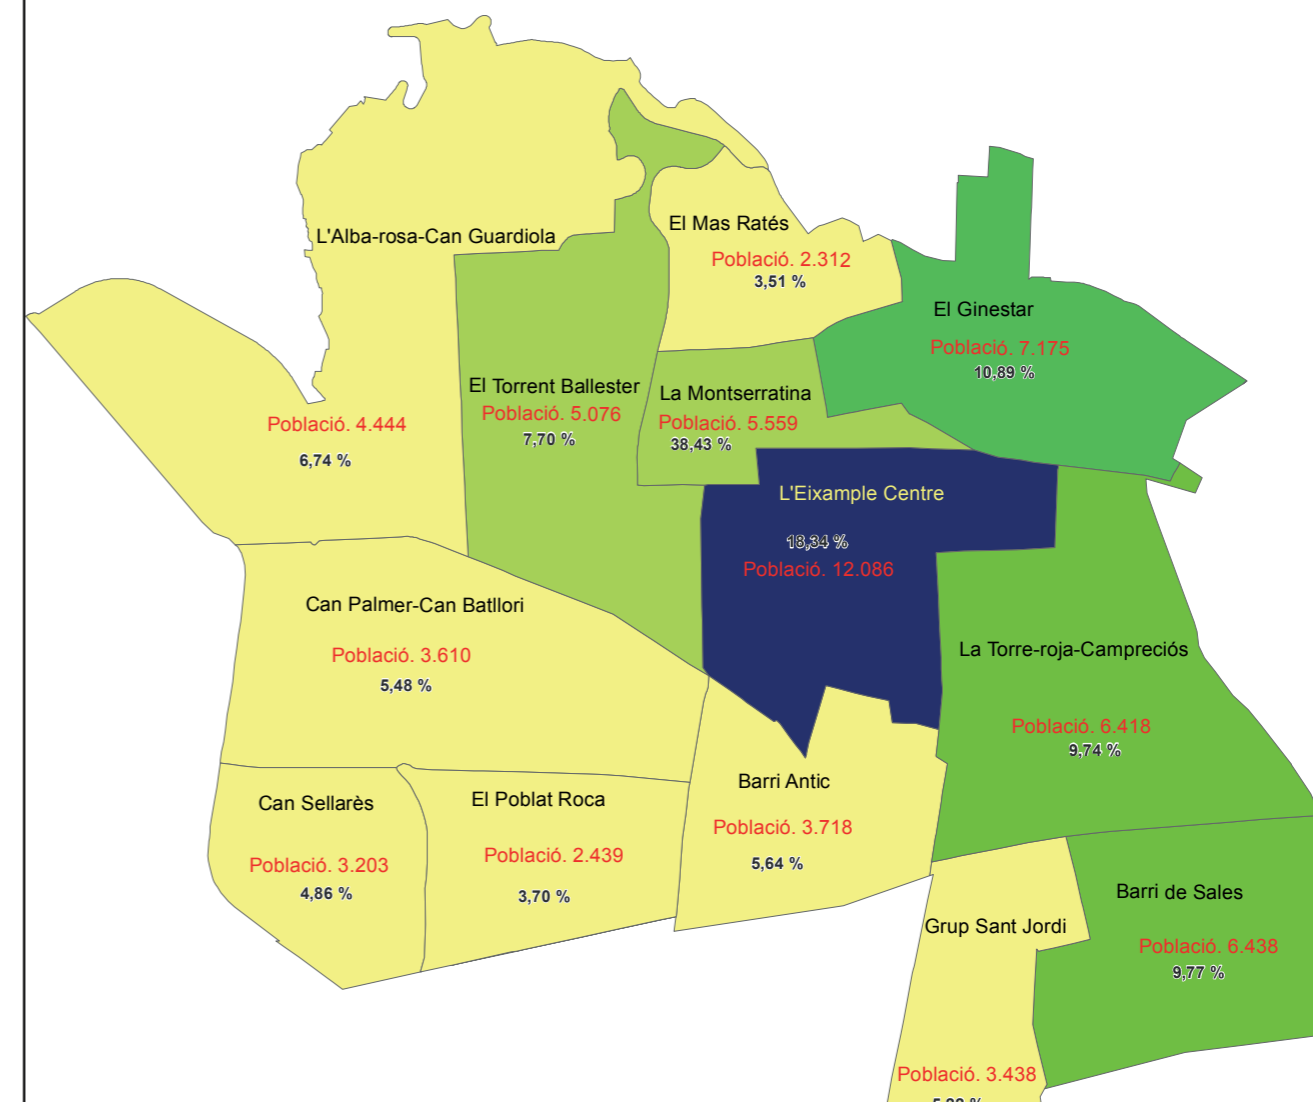 L'Alba-rosa-Can Guardiola
Població. 4.444
6,74 %
El Mas Ratés
Població. 2.312
3,51 %
El Ginestar
Població. 7.175
10,89 %
El Torrent Ballester
Població. 5.076
7,70 %
La Montserratina
Població. 5.559
38,43 %
L'Eixample Centre
18,34 %
Població. 12.086
Can Palmer-Can Batllori
Població. 3.610
5,48 %
La Torre-roja-Campreciós
Població. 6.418
9,74 %
Can Sellarès
Població. 3.203
4,86 %
El Poblat Roca
Població. 2.439
3,70 %
Barri Antic
Població. 3.718
5,64 %
Barri de Sales
Població. 6.438
9,77 %
Grup Sant Jordi
Població. 3.438